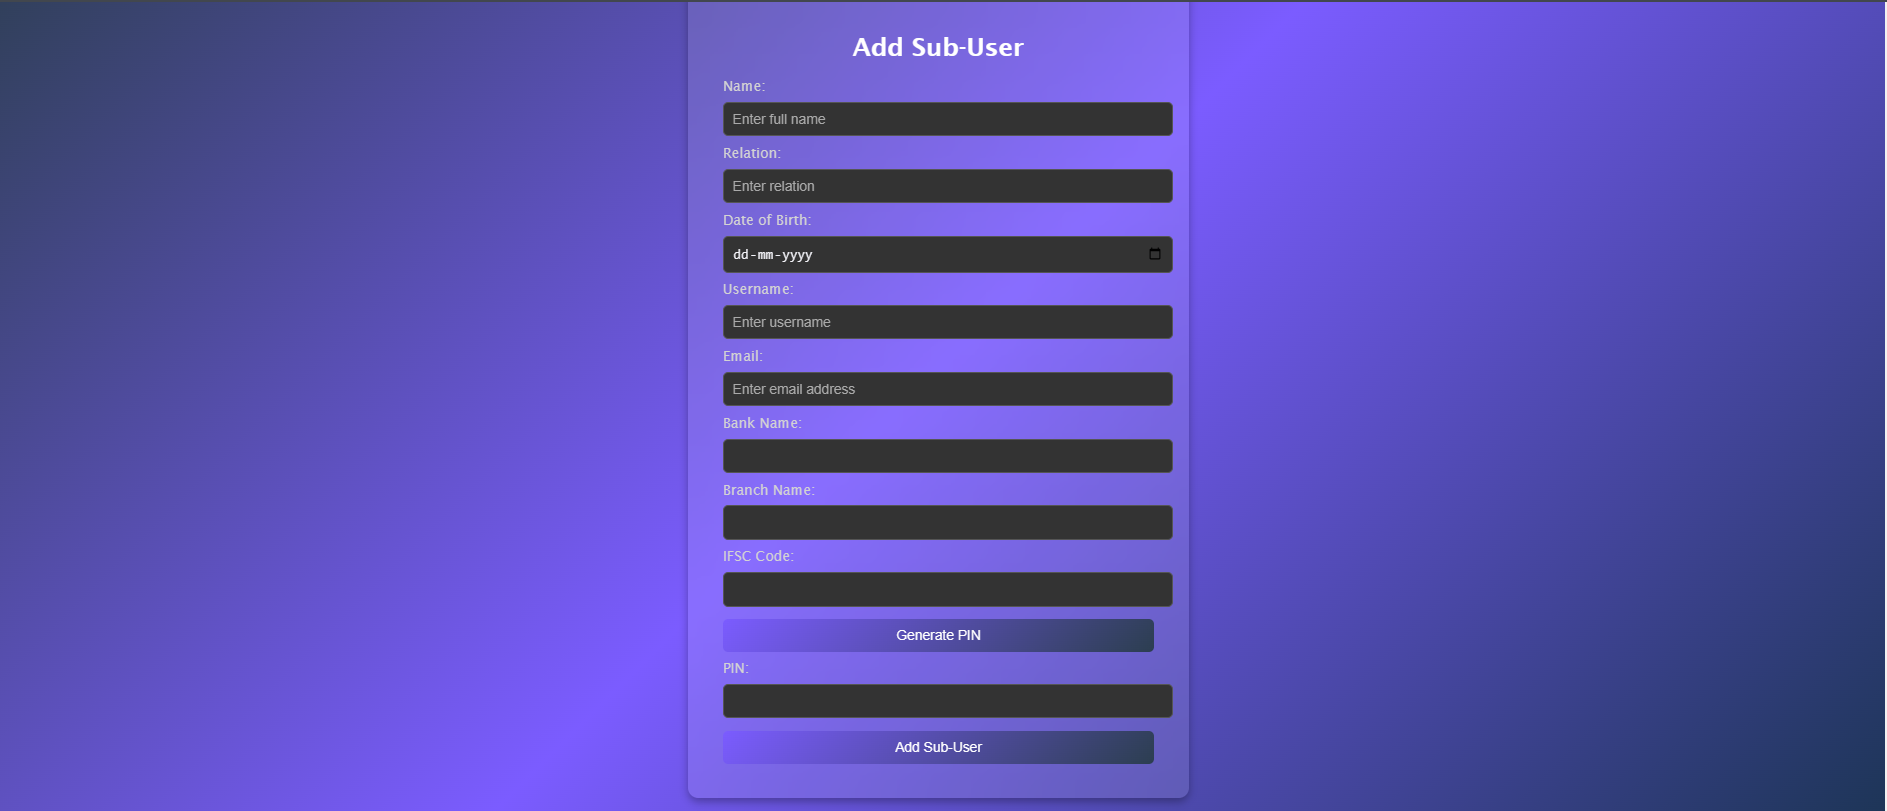 Add Sub-User
Name:
Enter full name
Relation:
Enter relation
Date of Birth:
dd-mm-yyyy
Username:
Enter username
Email:
Enter email address
Bank Name:
Branch Name:
IFSC Code:
Generate PIN
PIN:
Add Sub-User